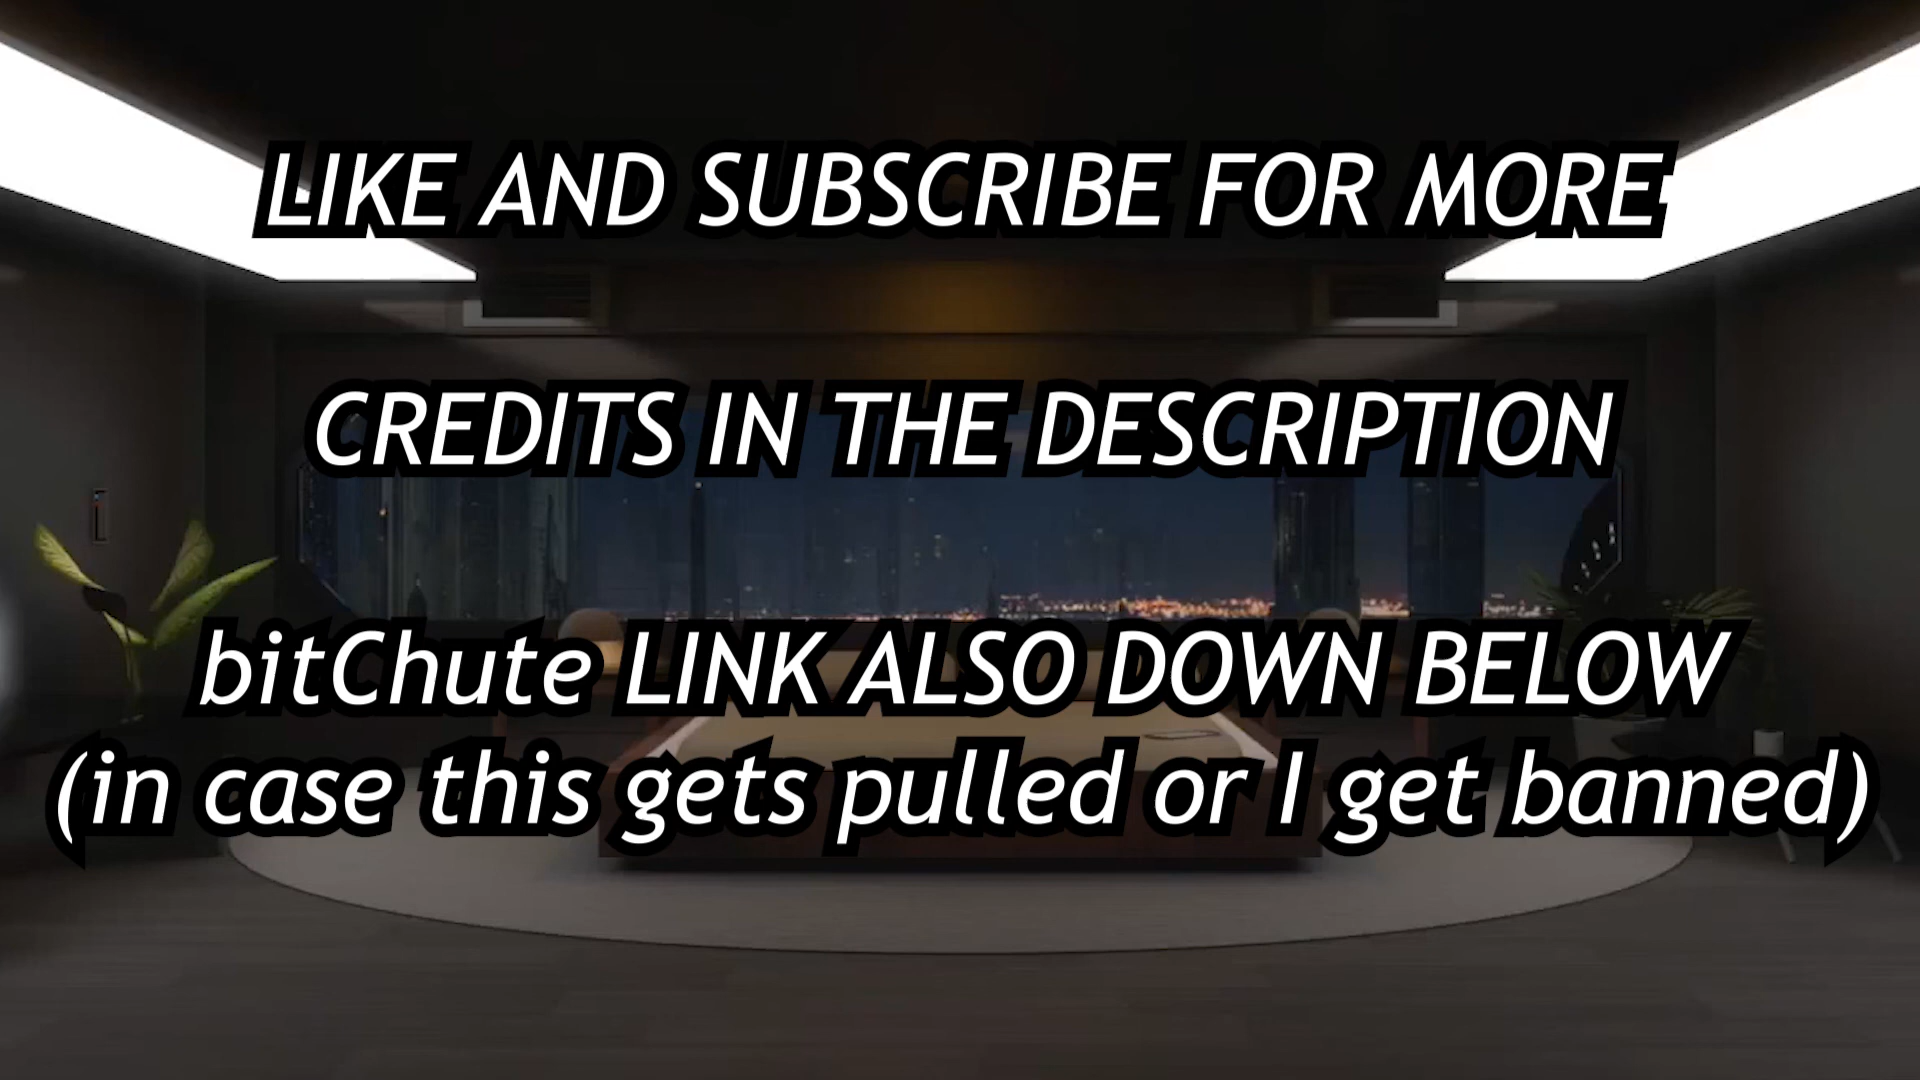 LIKE AND SUBSCRIBE FOR MORE
CREDITS IN THE DESCRIPTION
bitChute LINK ALSO DOWN BELOW
(in case this gets pulled or I get banned)